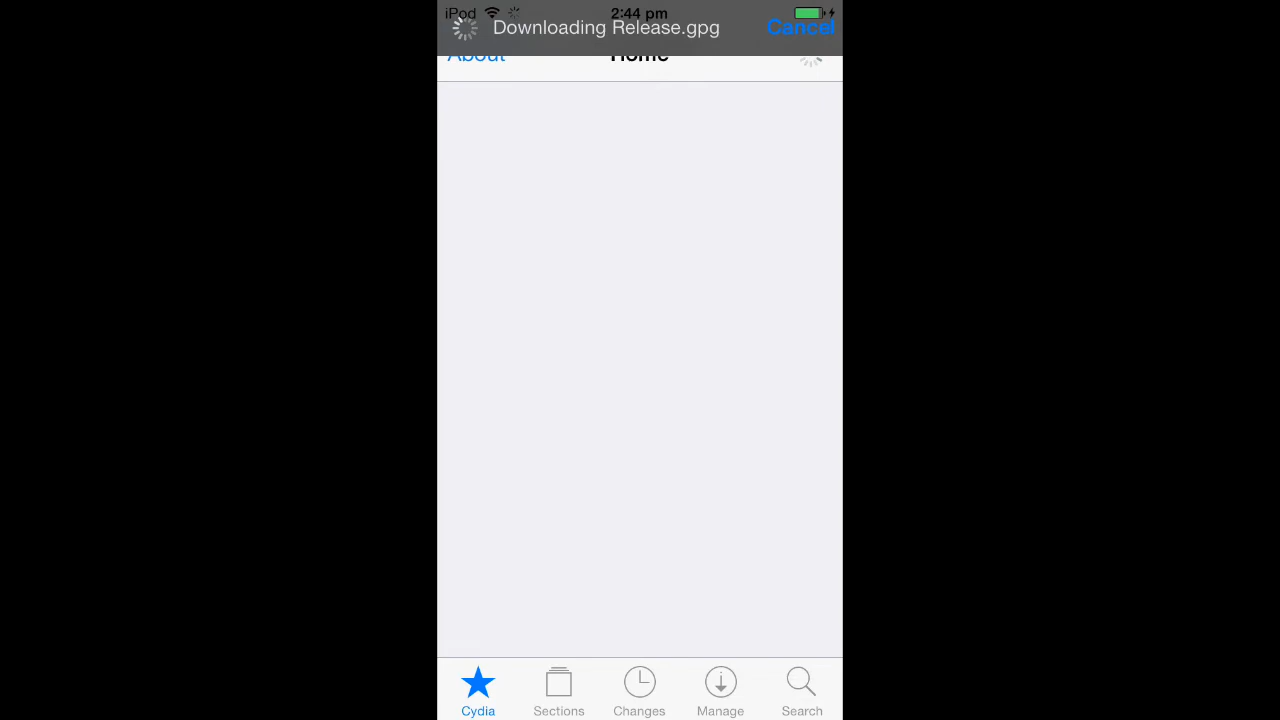 iPod 2:44 pm
Downloading Release.gpg Cancel
About Home
Cydia Sections Changes Manage Search